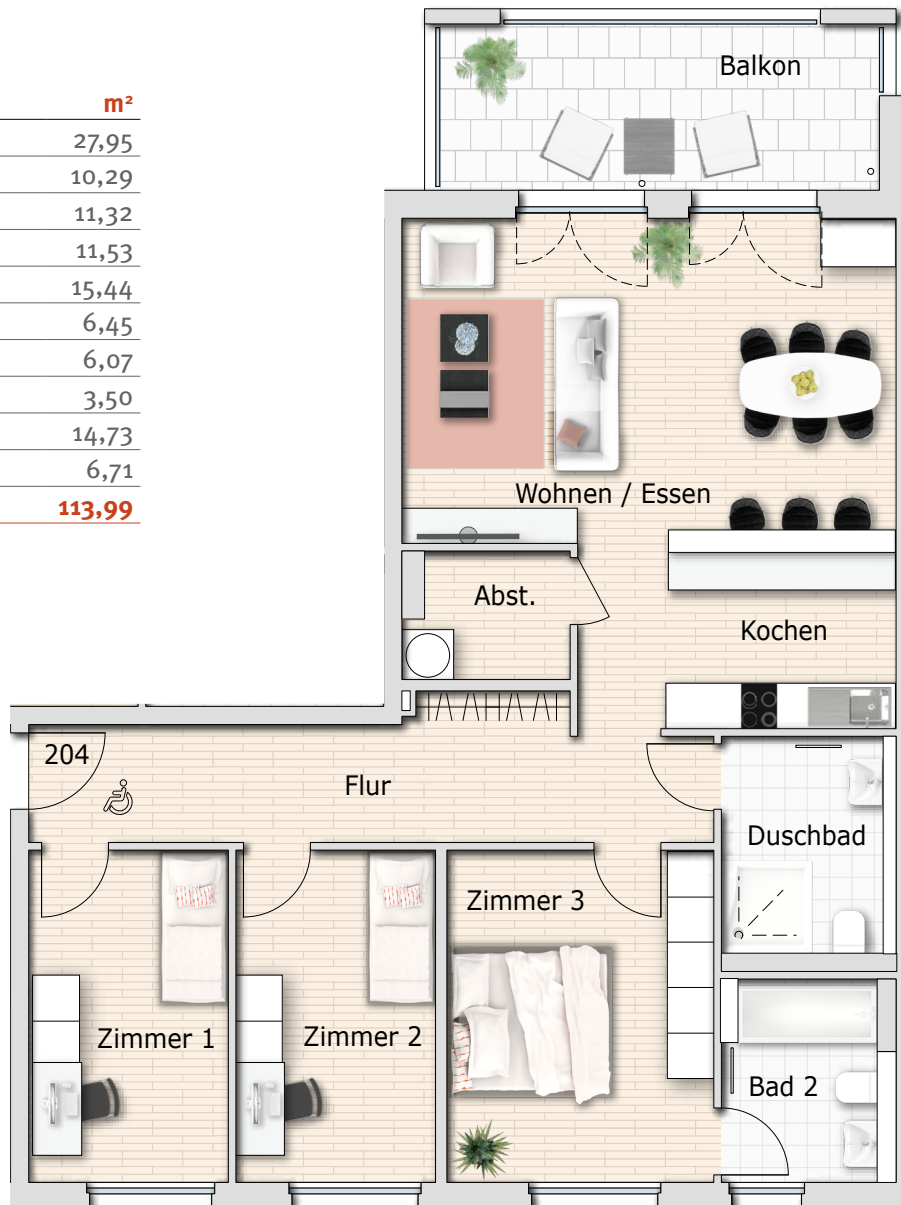 m²
27,95
10,29
11,32
11,53
15,44
6,45
6,07
3,50
14,73
6,71
113,99
Balkon
Wohnen / Essen
Abst.
Kochen
204
Flur
Duschbad
Zimmer 3
Zimmer 1
Zimmer 2
Bad 2